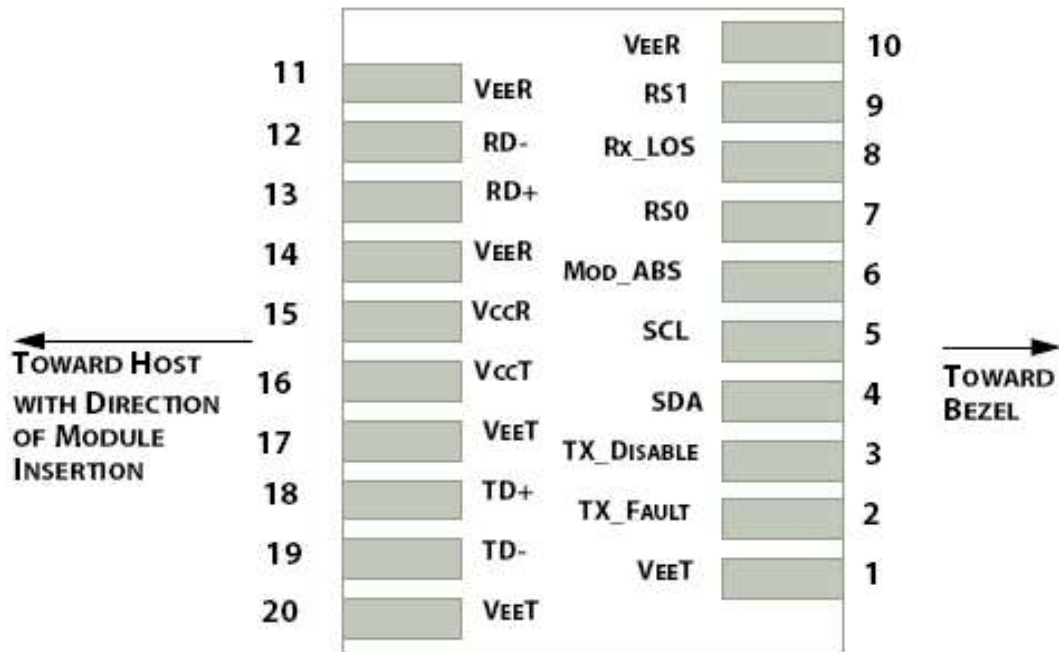 VEER 10
11 VEER
RS1 9
12 RD-
Rx_LOS 8
13 RD+
RS0 7
14 VEER
MOD_ABS 6
15 VCCR
SCL 5
TOWARD HOST
WITH DIRECTION
OF MODULE
INSERTION
16 VCCT
TOWARD
BEZEL
SDA 4
17 VEET
TX_DISABLE 3
18 TD+
TX_FAULT 2
19 TD-
VEET 1
20 VEET